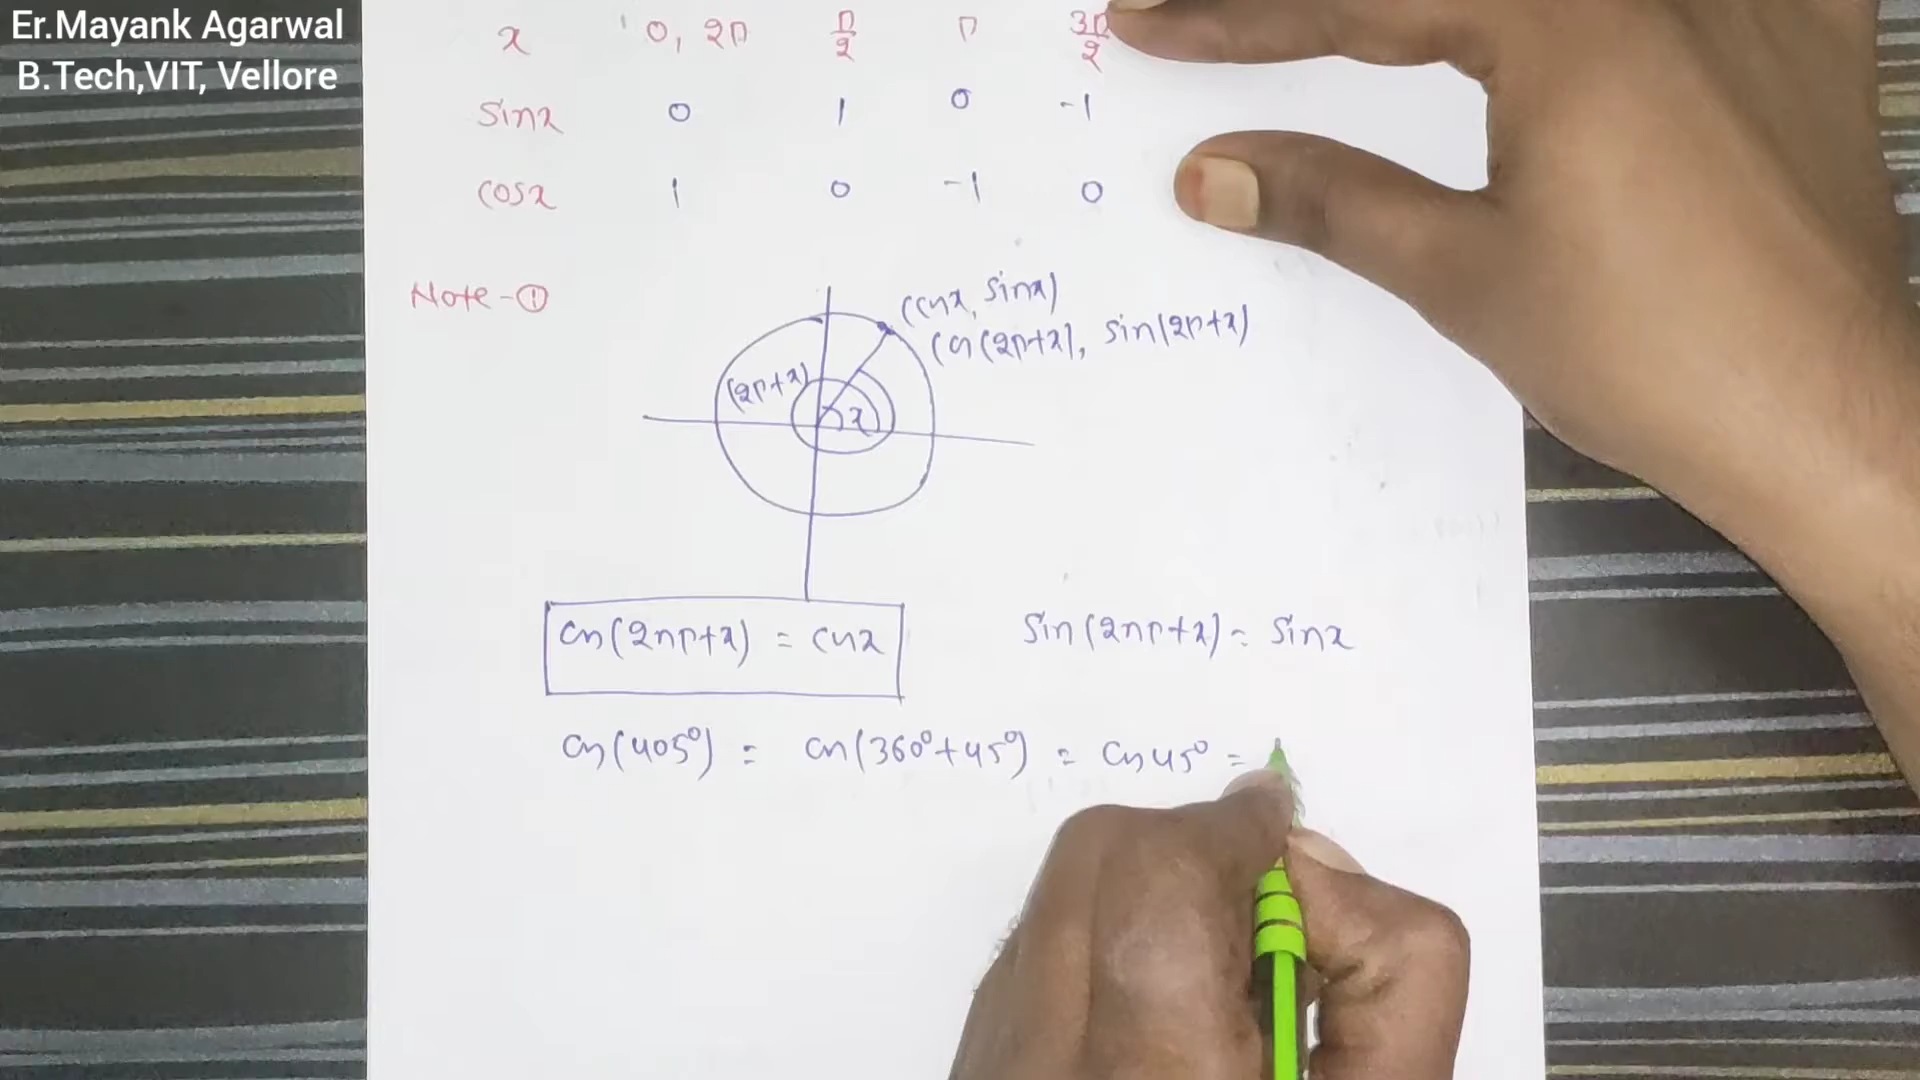 Er.Mayank Agarwal
B.Tech,VIT, Vellore
x 0, 2π π/2 π 3π/2
sinx 0 1 0 -1
cosx 1 0 -1 0
Note - ①
(cosx, sinx)
(cos(2π+x), sin(2π+x)
(2π+x)
x
cos(2nπ+x) = cosx
sin(2nπ+x) = sinx
cos(405°) = cos(360°+45°) = cos45° =